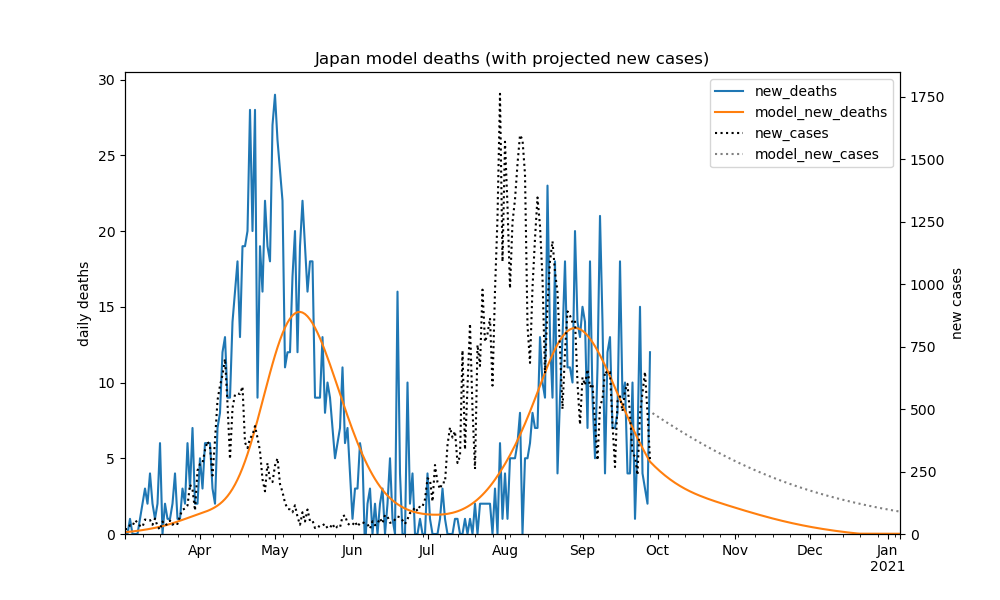 Japan model deaths (with projected new cases)
new_deaths
model_new_deaths
new_cases
model_new_cases
daily deaths
new cases
30
25
20
15
10
5
0
1750
1500
1250
1000
750
500
250
0
Apr May Jun Jul Aug Sep Oct Nov Dec Jan
2021